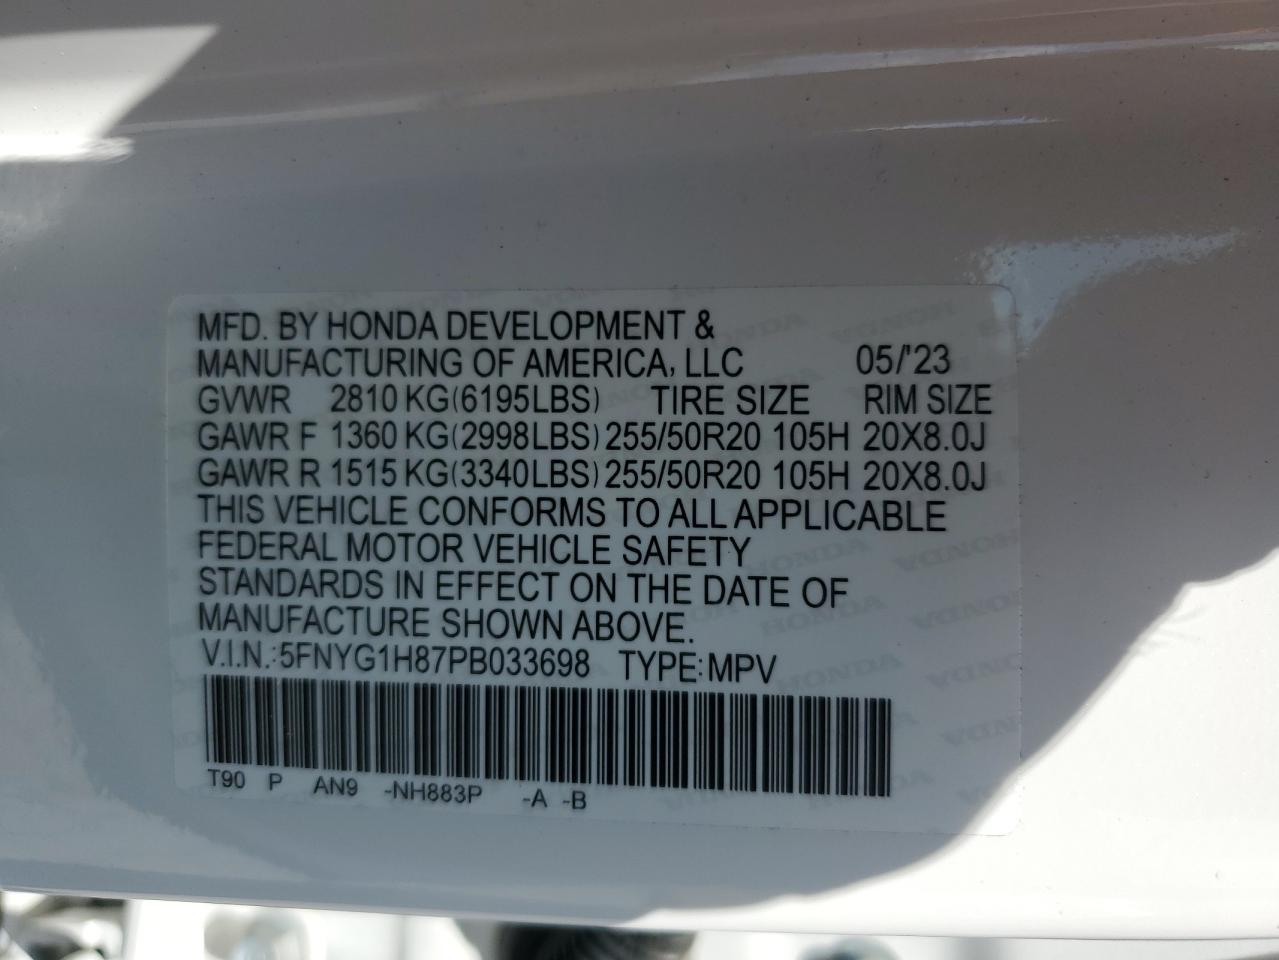 MFD. BY HONDA DEVELOPMENT &
MANUFACTURING OF AMERICA, LLC 05/'23
GVWR 2810 KG(6195LBS) TIRE SIZE RIM SIZE
GAWR F 1360 KG(2998LBS) 255/50R20 105H 20X8.0J
GAWR R 1515 KG(3340LBS) 255/50R20 105H 20X8.0J
THIS VEHICLE CONFORMS TO ALL APPLICABLE
FEDERAL MOTOR VEHICLE SAFETY
STANDARDS IN EFFECT ON THE DATE OF
MANUFACTURE SHOWN ABOVE.
V.I.N.:5FNYG1H87PB033698 TYPE:MPV
T90 P AN9 -NH883P -A -B